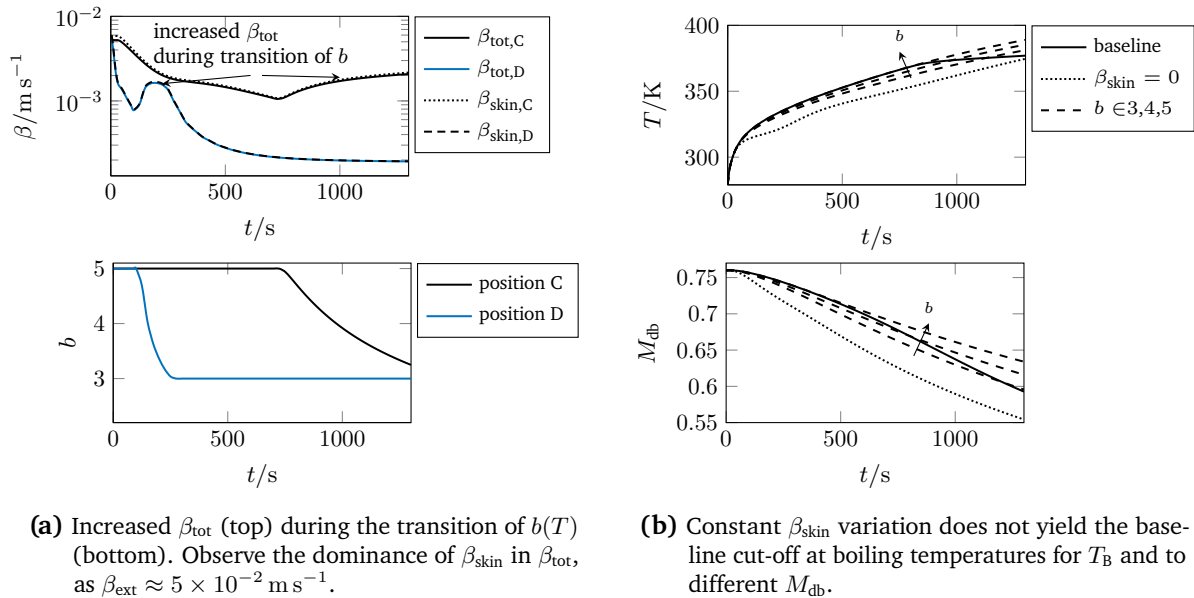 10⁻²
10⁻³
β/m s⁻¹
increased β_tot
during transition of b
0 500 1000
t/s
β_tot,C
β_tot,D
β_skin,C
β_skin,D
5
4
3
b
0 500 1000
t/s
position C
position D
(a) Increased β_tot (top) during the transition of b(T)
(bottom). Observe the dominance of β_skin in β_tot,
as β_ext ≈ 5 × 10⁻² m s⁻¹.
400
350
300
T/K
b
0 500 1000
t/s
baseline
β_skin = 0
b ∈3,4,5
0.75
0.7
0.65
0.6
0.55
M_db
b
0 500 1000
t/s
(b) Constant β_skin variation does not yield the base-
line cut-off at boiling temperatures for T_B and to
different M_db.